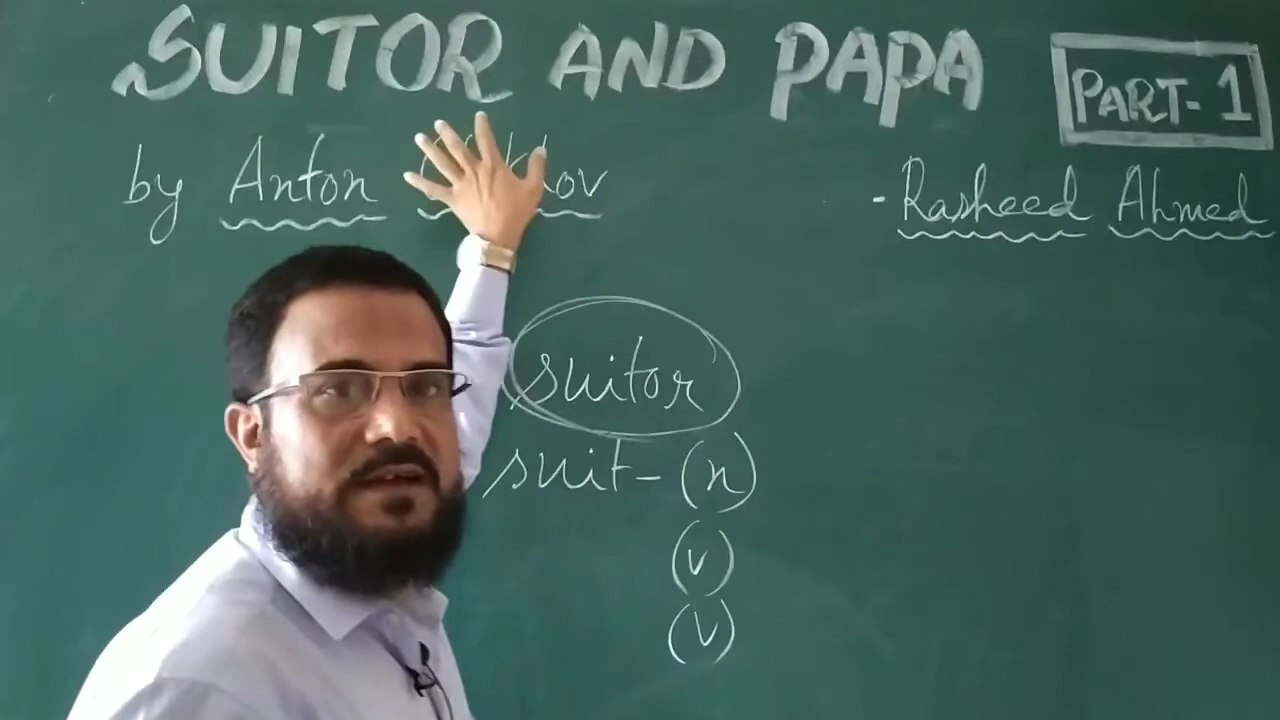 SUITOR AND PAPA
PART-1
by Anton
- Rasheed Ahmed
suitor
suit - (n)
(v)
(v)